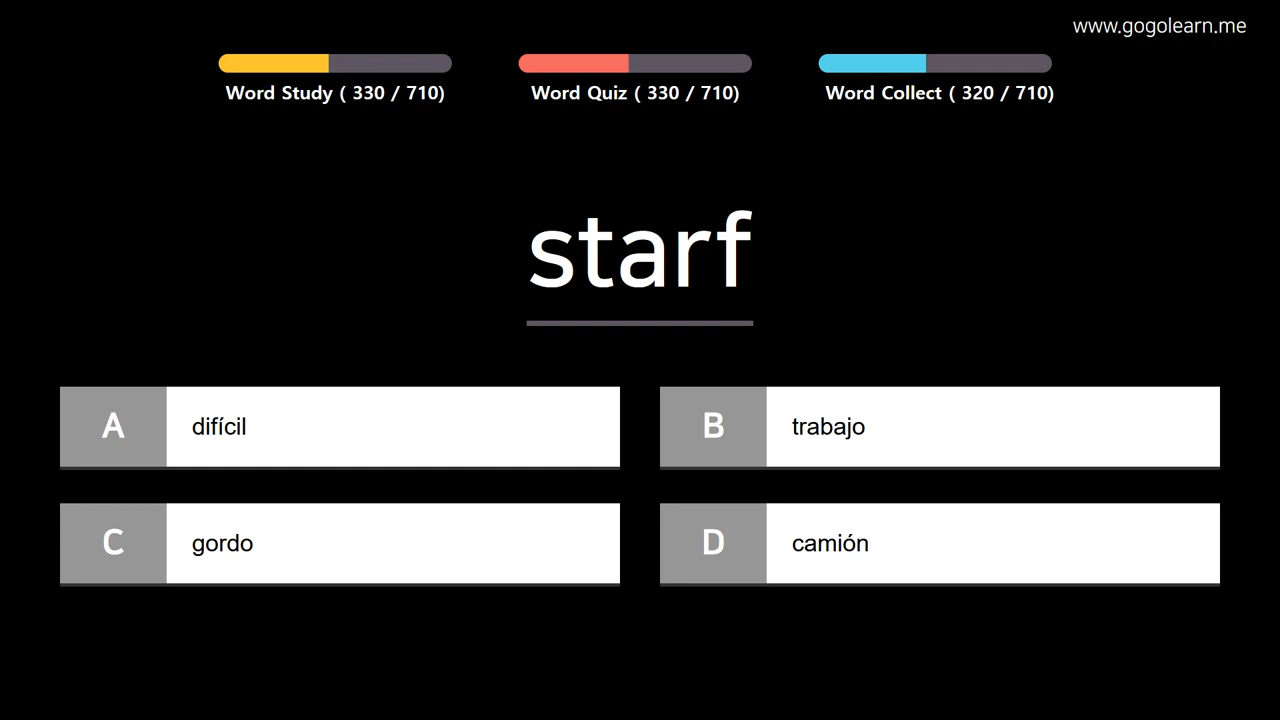 www.gogolearn.me
Word Study ( 330 / 710)
Word Quiz ( 330 / 710)
Word Collect ( 320 / 710)
starf
A difícil
B trabajo
C gordo
D camión